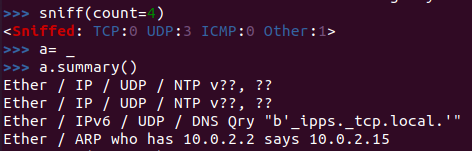 >>> sniff(count=4)
<Sniffed: TCP:0 UDP:3 ICMP:0 Other:1>
>>> a= _
>>> a.summary()
Ether / IP / UDP / NTP v??, ??
Ether / IP / UDP / NTP v??, ??
Ether / IPv6 / UDP / DNS Qry "b'_ipps._tcp.local.'"
Ether / ARP who has 10.0.2.2 says 10.0.2.15